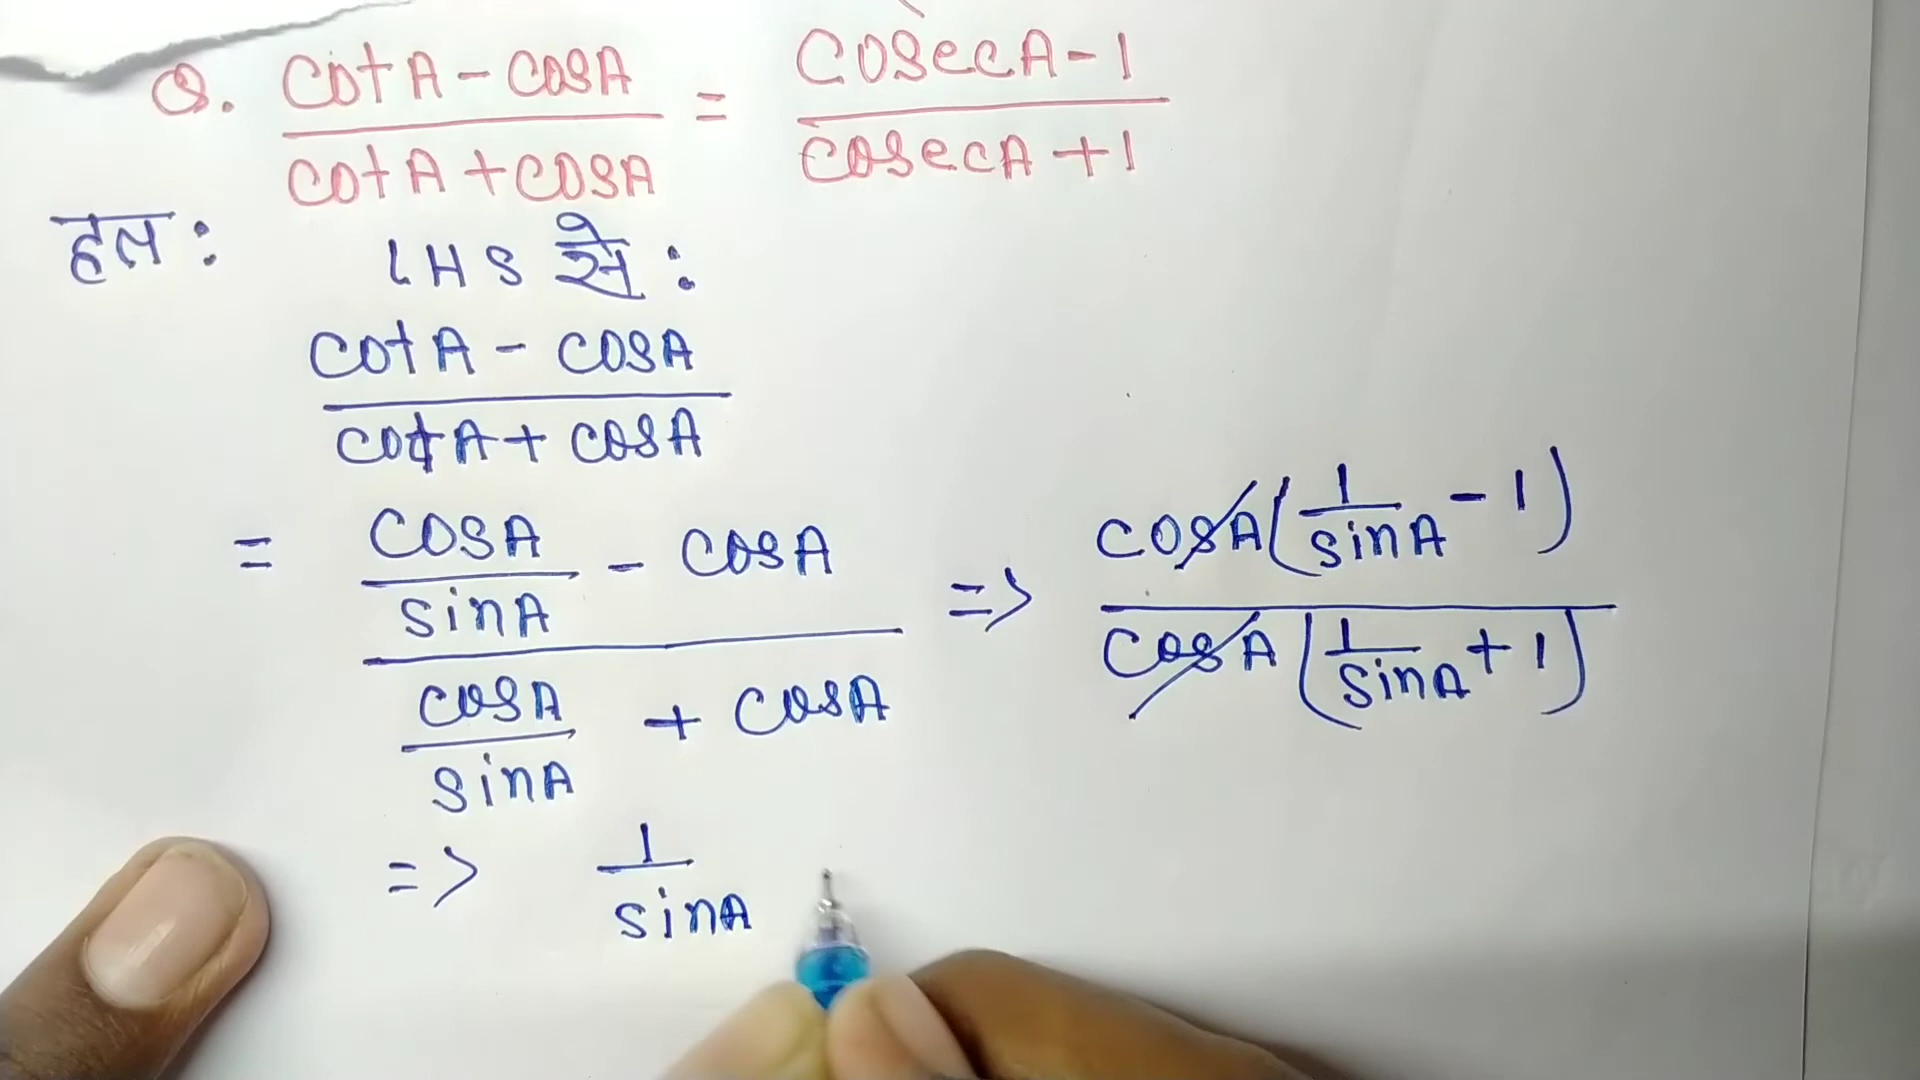 Q. cotA - cosA / cotA + cosA = cosecA - 1 / cosecA + 1
हल : LHS से :
cotA - cosA
cotA + cosA
= cosA/sinA - cosA
cosA/sinA + cosA
=> cosA(1/sinA - 1)
cosA(1/sinA + 1)
=> 1/sinA